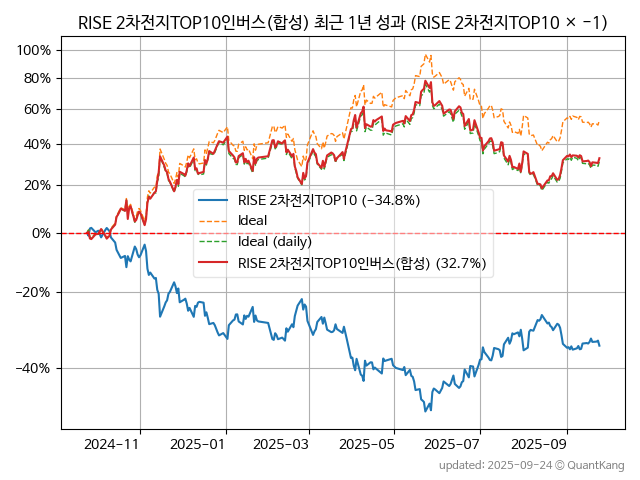 RISE 2차전지TOP10인버스(합성) 최근 1년 성과 (RISE 2차전지TOP10 × -1)
100%
80%
60%
40%
20%
0%
−20%
−40%
RISE 2차전지TOP10 (−34.8%)
Ideal
Ideal (daily)
RISE 2차전지TOP10인버스(합성) (32.7%)
2024-11
2025-01
2025-03
2025-05
2025-07
2025-09
updated: 2025-09-24 © QuantKang